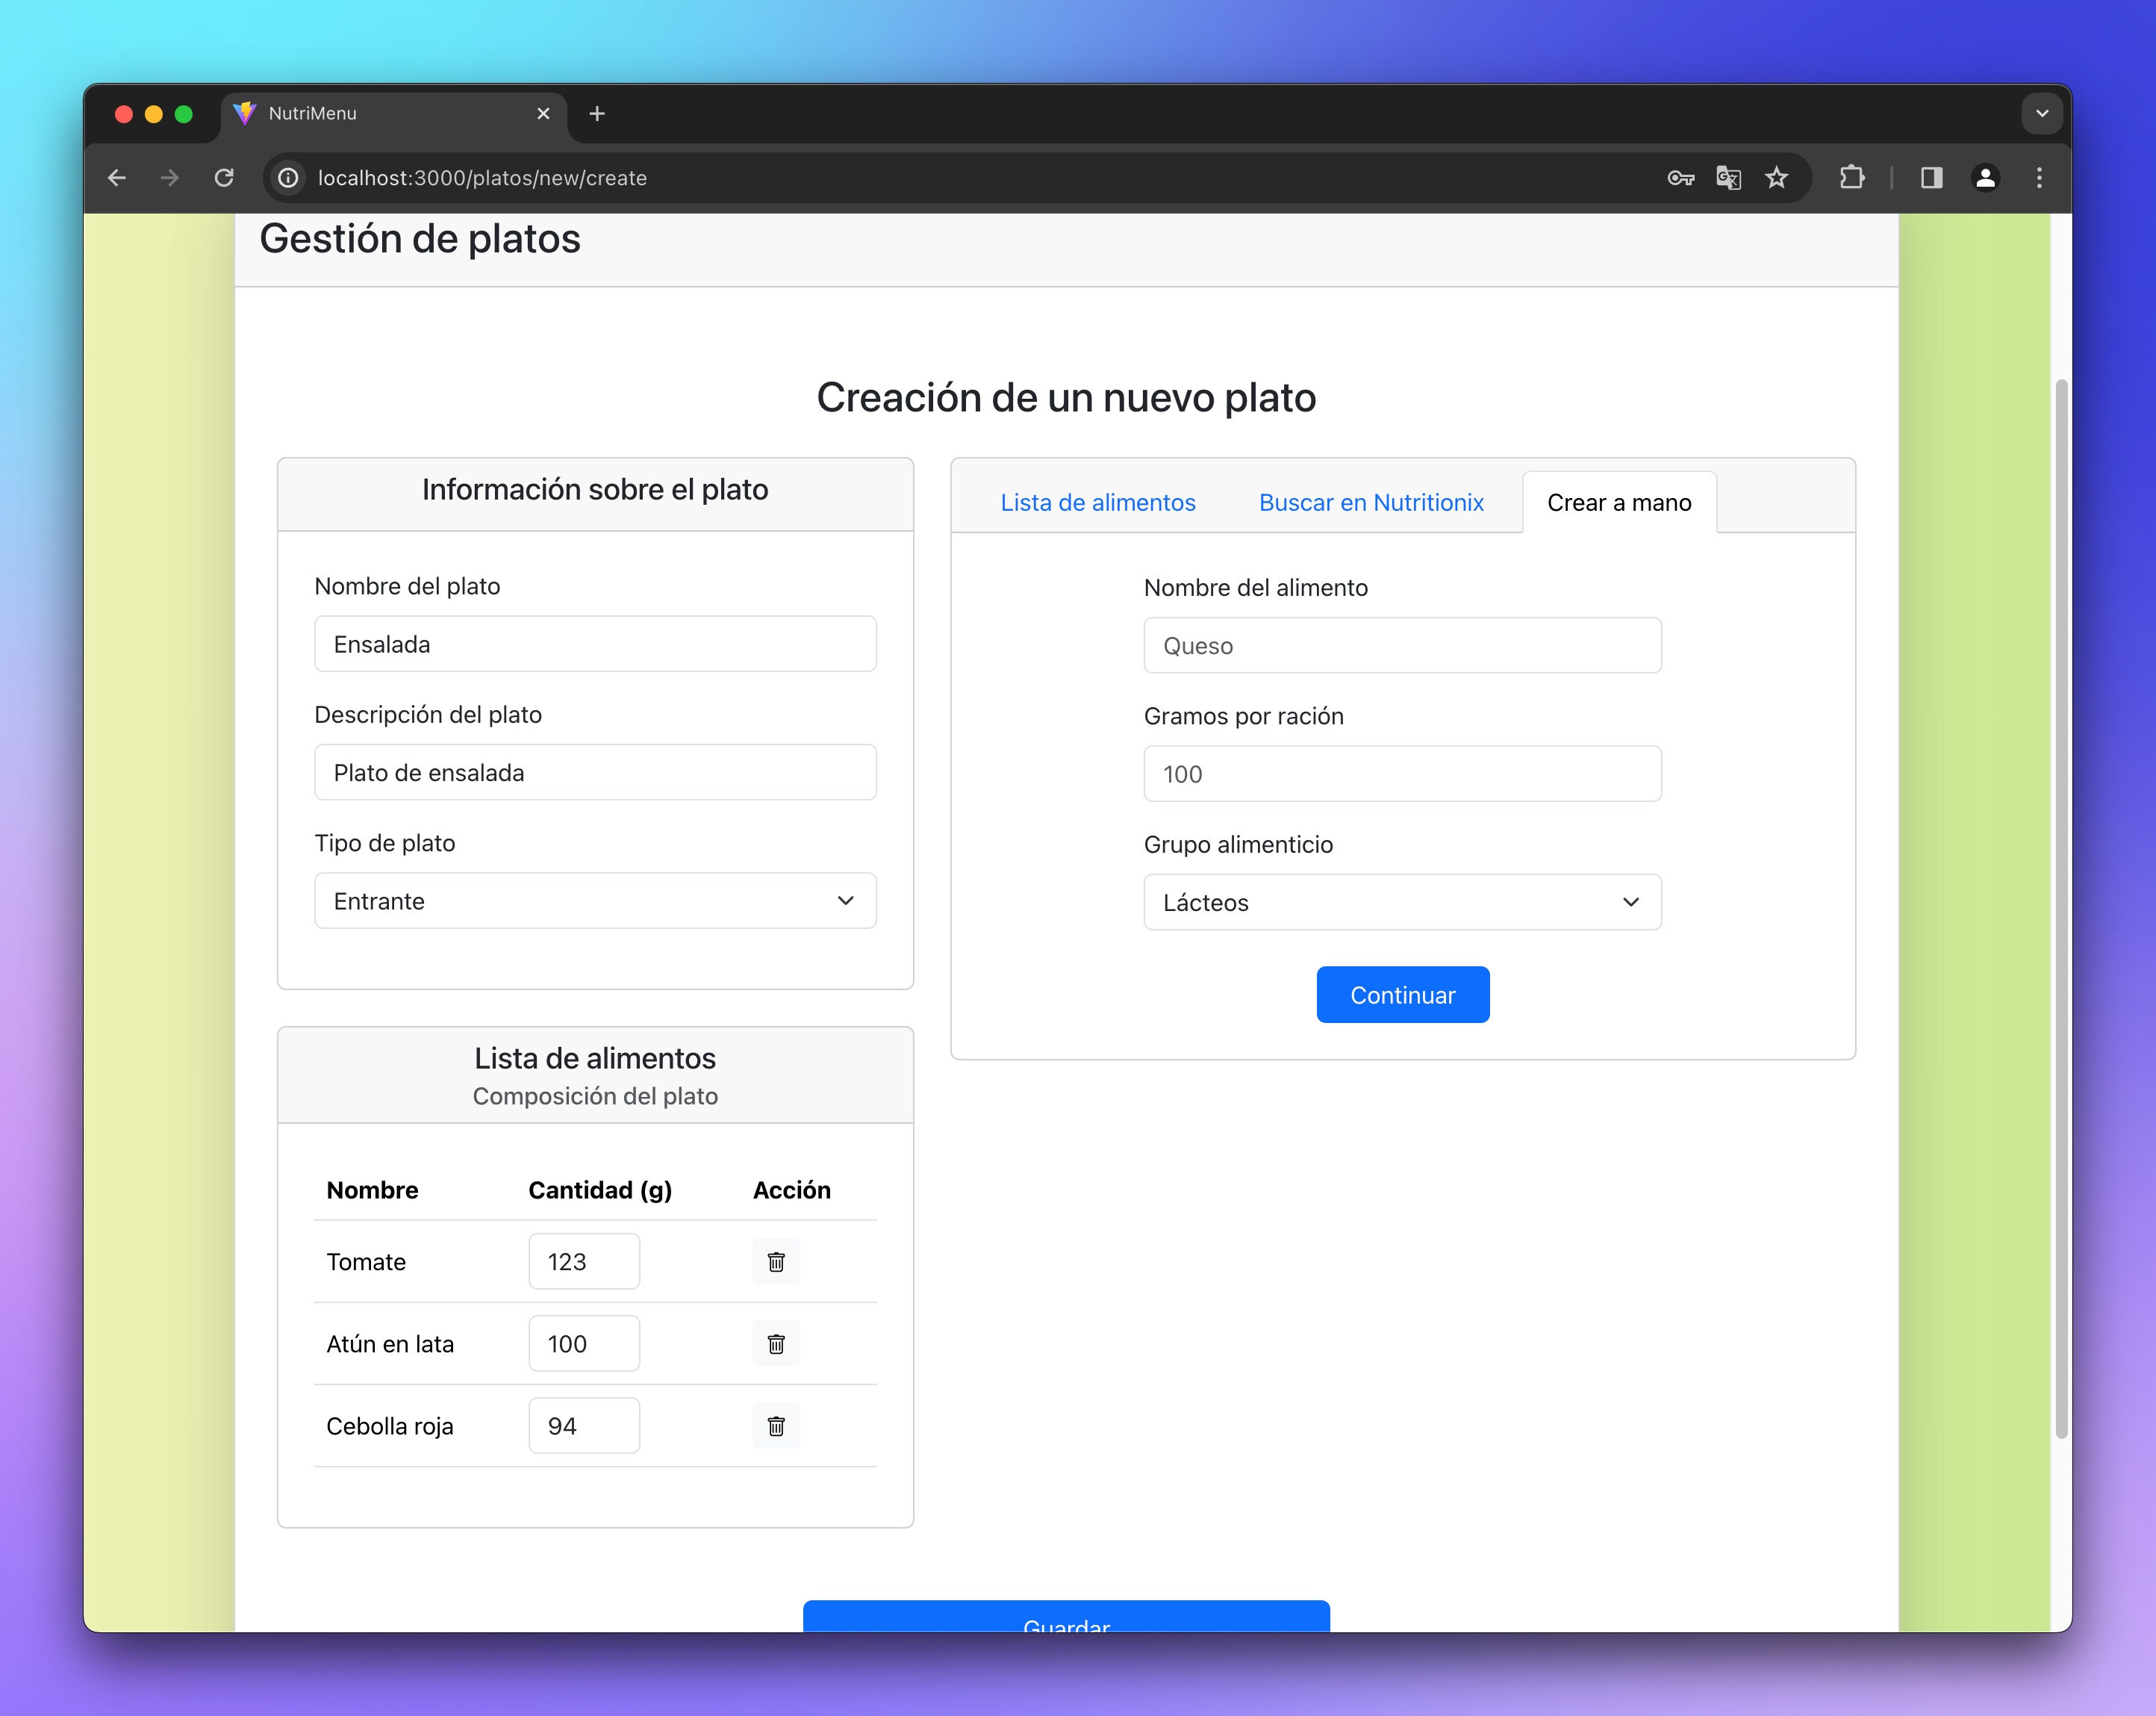 NutriMenu
localhost:3000/platos/new/create
Gestión de platos
Creación de un nuevo plato
Información sobre el plato
Nombre del plato
Ensalada
Descripción del plato
Plato de ensalada
Tipo de plato
Entrante
Lista de alimentos
Composición del plato
Nombre Cantidad (g) Acción
Tomate 123
Atún en lata 100
Cebolla roja 94
Lista de alimentos Buscar en Nutritionix Crear a mano
Nombre del alimento
Queso
Gramos por ración
100
Grupo alimenticio
Lácteos
Continuar
Guardar